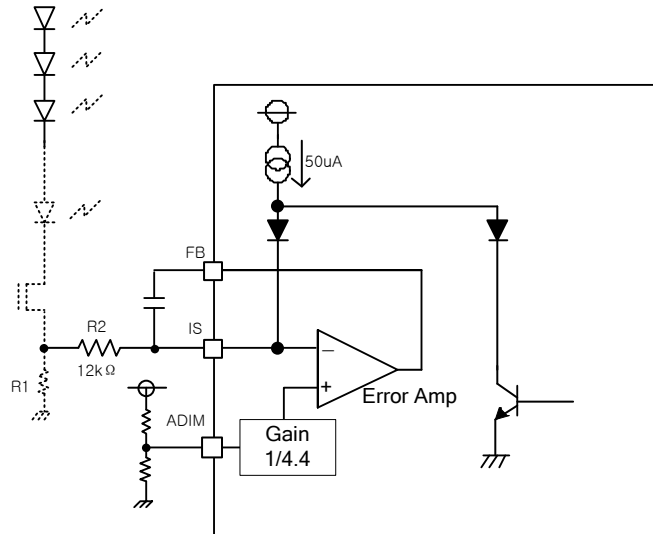 50uA
FB
R2
IS
12kΩ
R1
Error Amp
ADIM
Gain
1/4.4